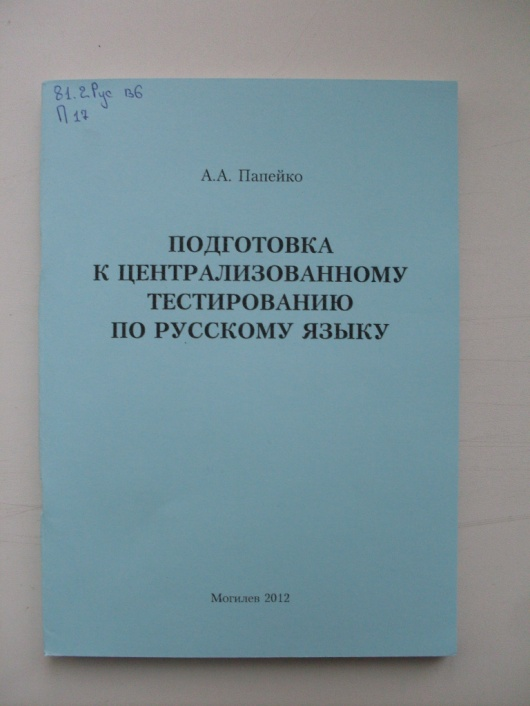 81.2Рус в6
П 17
А.А. Папейко
ПОДГОТОВКА
К ЦЕНТРАЛИЗОВАННОМУ
ТЕСТИРОВАНИЮ
ПО РУССКОМУ ЯЗЫКУ
Могилев 2012